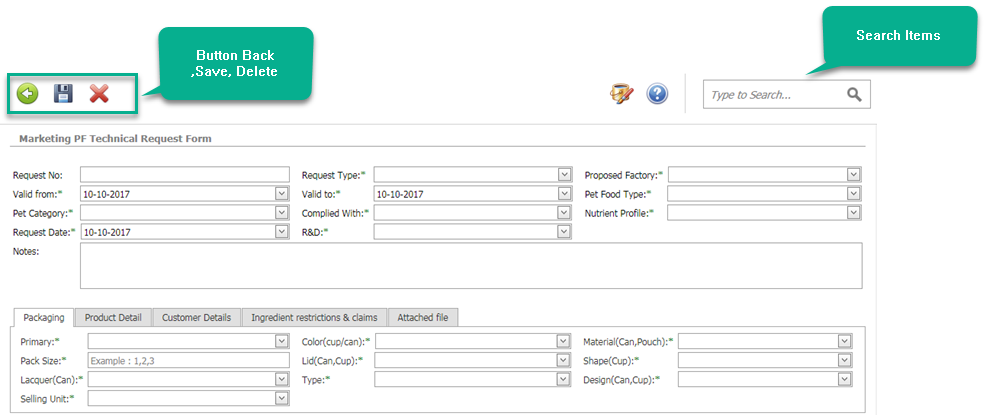 Button Back
,Save, Delete
Search Items
Type to Search...
Marketing PF Technical Request Form
Request No:
Request Type:*
Proposed Factory:*
Valid from:* 10-10-2017
Valid to:* 10-10-2017
Pet Food Type:*
Pet Category:*
Complied With:*
Nutrient Profile:*
Request Date:* 10-10-2017
R&D:*
Notes:
Packaging Product Detail Customer Details Ingredient restrictions & claims Attached file
Primary:*
Color(cup/can):*
Material(Can,Pouch):*
Pack Size:* Example : 1,2,3
Lid(Can,Cup):*
Shape(Cup):*
Lacquer(Can):*
Type:*
Design(Can,Cup):*
Selling Unit:*